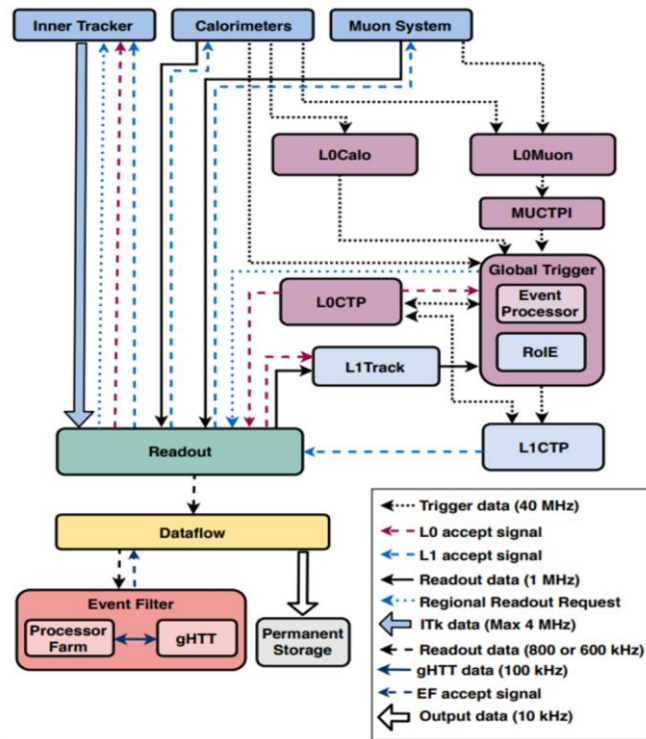 Inner Tracker
Calorimeters
Muon System
L0Calo
L0Muon
MUCTPI
Global Trigger
Event
Processor
RoIE
L0CTP
L1Track
L1CTP
Readout
Dataflow
Event Filter
Processor
Farm
gHTT
Permanent
Storage
Trigger data (40 MHz)
L0 accept signal
L1 accept signal
Readout data (1 MHz)
Regional Readout Request
ITk data (Max 4 MHz)
Readout data (800 or 600 kHz)
gHTT data (100 kHz)
EF accept signal
Output data (10 kHz)